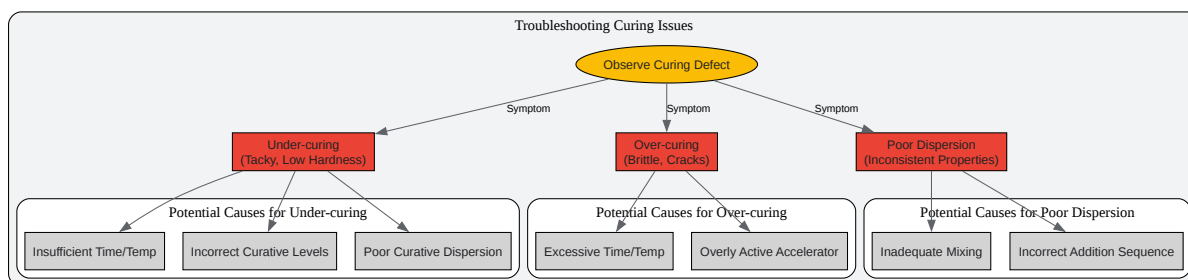 Troubleshooting Curing Issues
Observe Curing Defect
Symptom
Symptom
Symptom
Under-curing
(Tacky, Low Hardness)
Over-curing
(Brittle, Cracks)
Poor Dispersion
(Inconsistent Properties)
Potential Causes for Under-curing
Insufficient Time/Temp
Incorrect Curative Levels
Poor Curative Dispersion
Potential Causes for Over-curing
Excessive Time/Temp
Overly Active Accelerator
Potential Causes for Poor Dispersion
Inadequate Mixing
Incorrect Addition Sequence